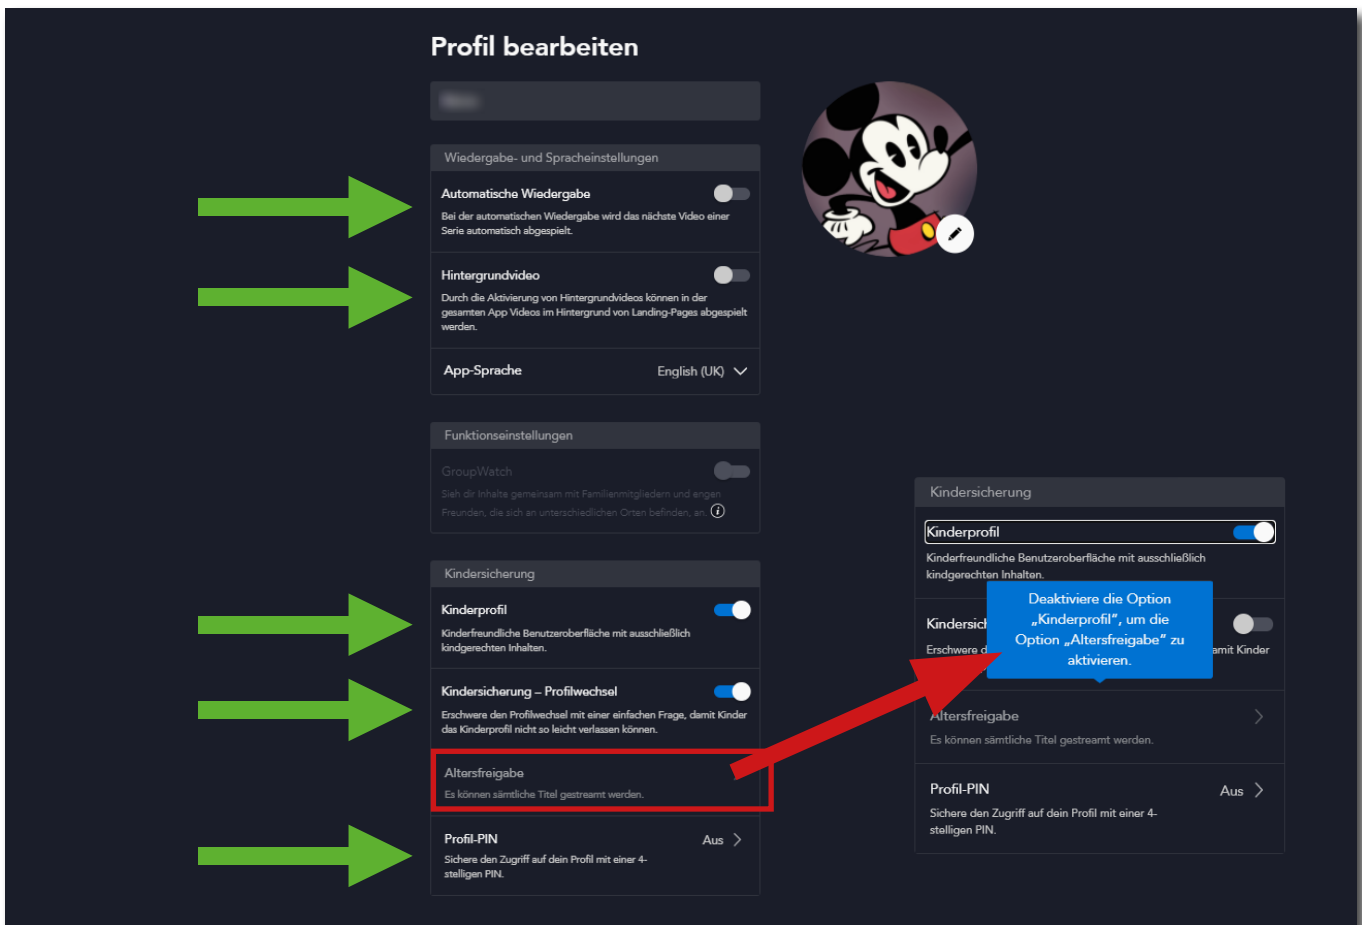 Profil bearbeiten
Wiedergabe- und Spracheinstellungen
Automatische Wiedergabe
Bei der automatischen Wiedergabe wird das nächste Video einer
Serie automatisch abgespielt.
Hintergrundvideo
Durch die Aktivierung von Hintergrundvideos können in der
gesamten App Videos im Hintergrund von Landing-Pages abgespielt
werden.
App-Sprache English (UK)
Funktionseinstellungen
GroupWatch
Sieh dir Inhalte gemeinsam mit Familienmitgliedern und engen
Freunden, die sich an unterschiedlichen Orten befinden, an. i
Kindersicherung
Kinderprofil
Kinderfreundliche Benutzeroberfläche mit ausschließlich
kindgerechten Inhalten.
Kindersicherung – Profilwechsel
Erschwere den Profilwechsel mit einer einfachen Frage, damit Kinder
das Kinderprofil nicht so leicht verlassen können.
Altersfreigabe
Es können sämtliche Titel gestreamt werden.
Profil-PIN Aus
Sichere den Zugriff auf dein Profil mit einer 4-
stelligen PIN.
Kindersicherung
Kinderprofil
Kinderfreundliche Benutzeroberfläche mit ausschließlich
kindgerechten Inhalten.
Deaktiviere die Option
„Kinderprofil", um die
Option „Altersfreigabe" zu
aktivieren.
Kindersich
Erschwere d amit Kinder
Altersfreigabe
Es können sämtliche Titel gestreamt werden.
Profil-PIN Aus
Sichere den Zugriff auf dein Profil mit einer 4-
stelligen PIN.